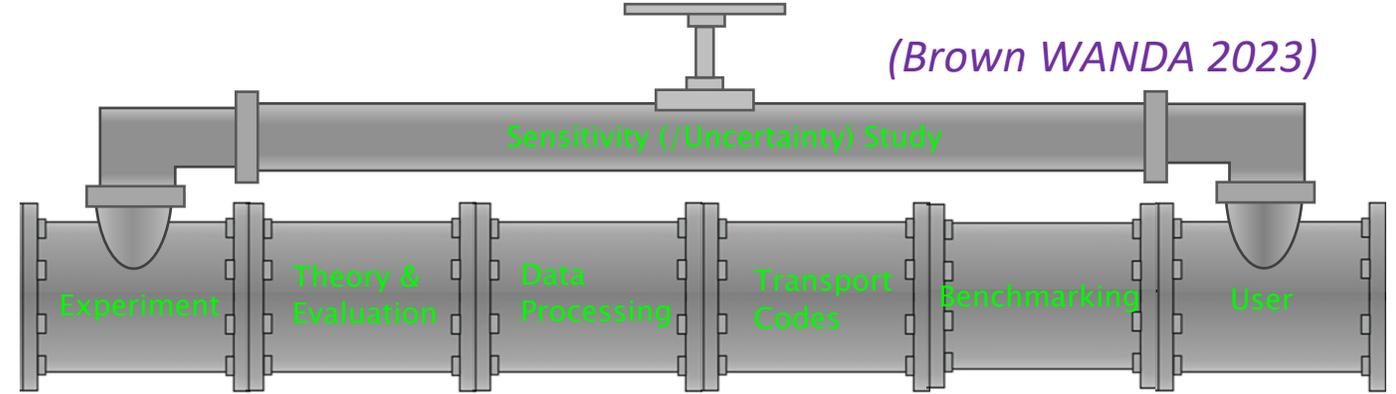 (Brown WANDA 2023)
Sensitivity (/Uncertainty) Study
Experiment
Theory &
Evaluation
Data
Processing
Transport
Codes
Benchmarking
User